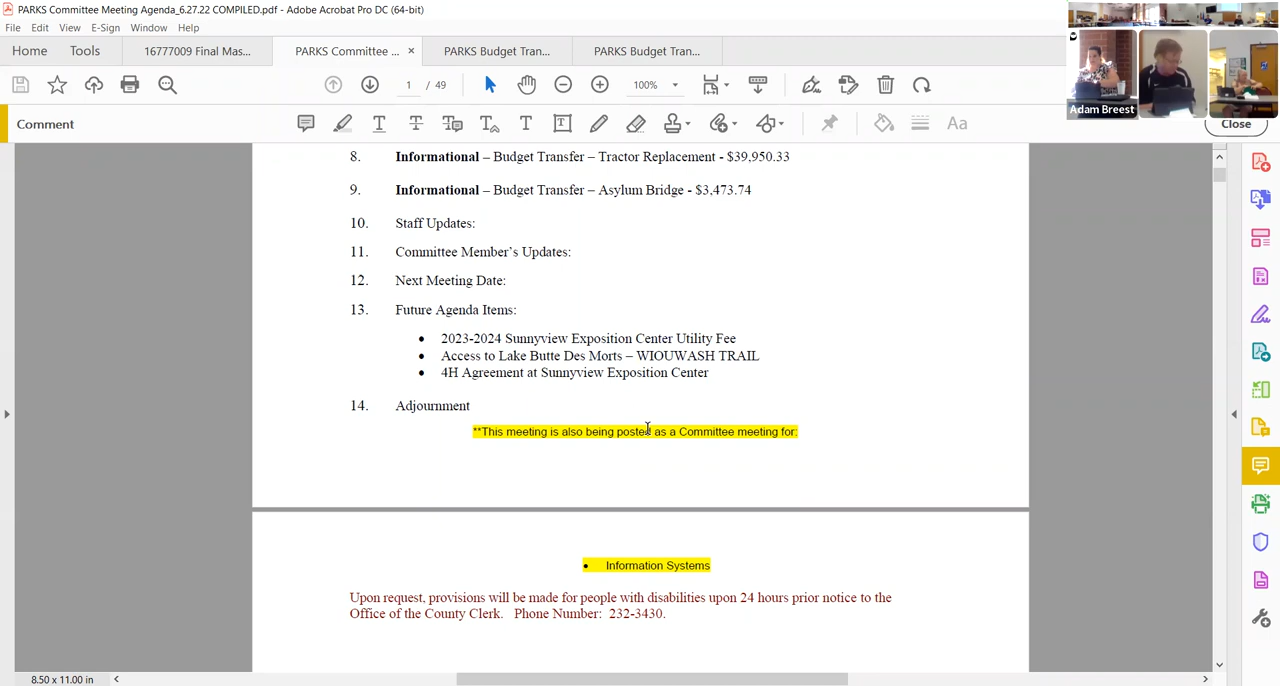 PARKS Committee Meeting Agenda_6.27.22 COMPILED.pdf - Adobe Acrobat Pro DC (64-bit)
File Edit View E-Sign Window Help
Home Tools 16777009 Final Mas... PARKS Committee ... × PARKS Budget Tran... PARKS Budget Tran...
1 / 49 100%
Adam Breest
Comment Close
8. Informational – Budget Transfer – Tractor Replacement - $39,950.33
9. Informational – Budget Transfer – Asylum Bridge - $3,473.74
10. Staff Updates:
11. Committee Member's Updates:
12. Next Meeting Date:
13. Future Agenda Items:
• 2023-2024 Sunnyview Exposition Center Utility Fee
• Access to Lake Butte Des Morts – WIOUWASH TRAIL
• 4H Agreement at Sunnyview Exposition Center
14. Adjournment
**This meeting is also being posted as a Committee meeting for:
• Information Systems
Upon request, provisions will be made for people with disabilities upon 24 hours prior notice to the
Office of the County Clerk. Phone Number: 232-3430.
8.50 x 11.00 in